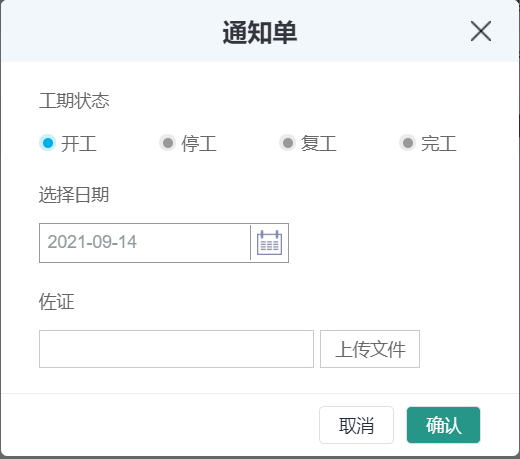 通知单
工期状态
开工 停工 复工 完工
选择日期
2021-09-14
佐证
上传文件
取消 确认